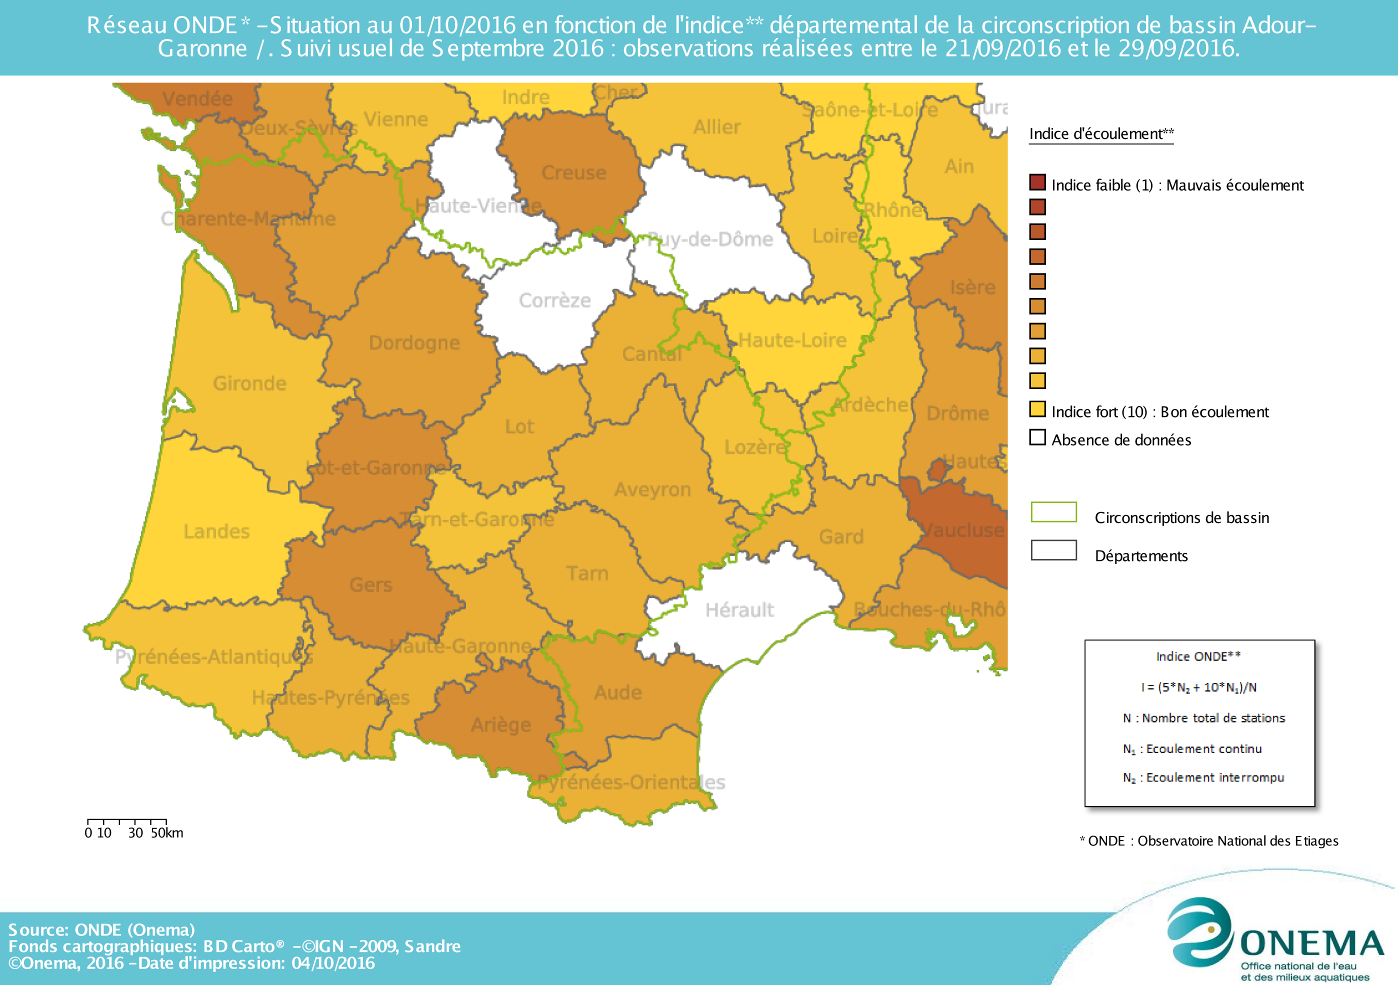 Réseau ONDE* -Situation au 01/10/2016 en fonction de l'indice** départemental de la circonscription de bassin Adour-
Garonne /. Suivi usuel de Septembre 2016 : observations réalisées entre le 21/09/2016 et le 29/09/2016.
Vendée
Deux-Sèvres
Vienne
Indre
Cher
Allier
Saône-et-Loire
Jura
Ain
Creuse
Haute-Vienne
Charente-Maritime
Puy-de-Dôme
Loire
Rhône
Isère
Corrèze
Dordogne
Cantal
Haute-Loire
Gironde
Lot
Ardèche
Drôme
Lozère
Hautes
Lot-et-Garonne
Aveyron
Landes
Tarn-et-Garonne
Gard
Vaucluse
Gers
Tarn
Hérault
Bouches-du-Rhô
Pyrénées-Atlantiques
Haute-Garonne
Hautes-Pyrénées
Aude
Ariège
Pyrénées-Orientales
Indice d'écoulement**
Indice faible (1) : Mauvais écoulement
Indice fort (10) : Bon écoulement
Absence de données
Circonscriptions de bassin
Départements
Indice ONDE**
I = (5*N₂ + 10*N₁)/N
N : Nombre total de stations
N₁ : Ecoulement continu
N₂ : Ecoulement interrompu
* ONDE : Observatoire National des Etiages
0 10 30 50km
Source: ONDE (Onema)
Fonds cartographiques: BD Carto® -©IGN -2009, Sandre
©Onema, 2016 -Date d'impression: 04/10/2016
ONEMA
Office national de l'eau
et des milieux aquatiques